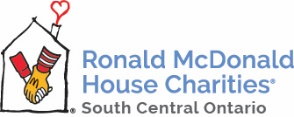 Ronald McDonald
House Charities®
® South Central Ontario